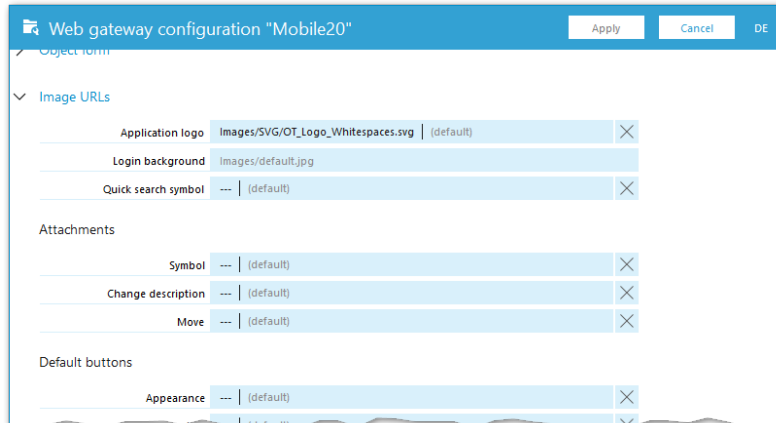 Web gateway configuration "Mobile20" Apply Cancel DE
Object form
Image URLs
Application logo Images/SVG/OT_Logo_Whitespaces.svg | (default)
Login background Images/default.jpg
Quick search symbol --- | (default)
Attachments
Symbol --- | (default)
Change description --- | (default)
Move --- | (default)
Default buttons
Appearance --- | (default)